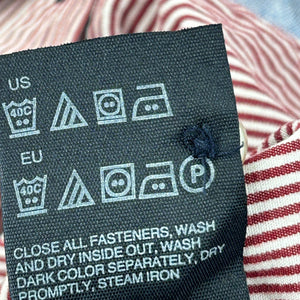 US
40C
EU
40C
P
CLOSE ALL FASTENERS, WASH
AND DRY INSIDE OUT, WASH
DARK COLOR SEPARATELY, DRY
PROMPTLY, STEAM IRON